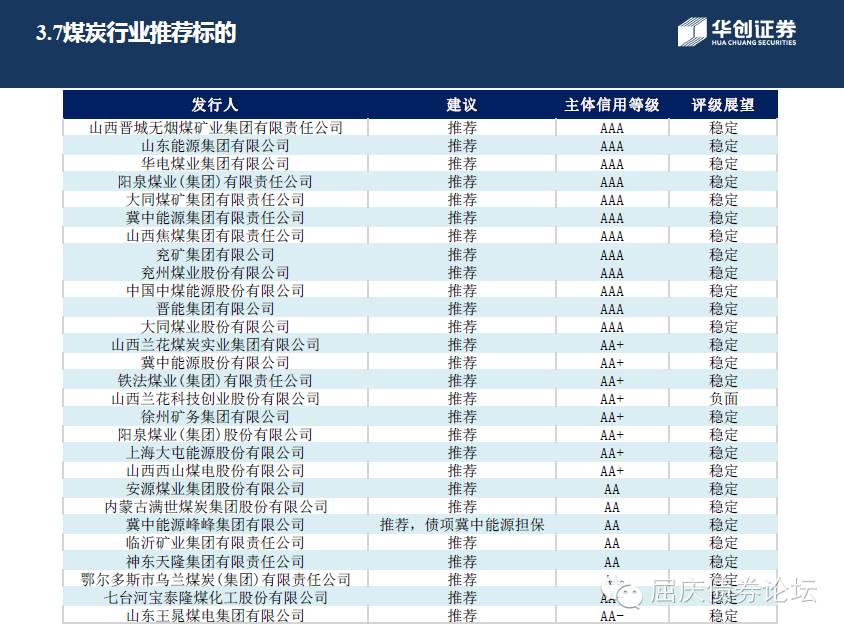 3.7煤炭行业推荐标的
华创证券
HUA CHUANG SECURITIES
发行人 建议 主体信用等级 评级展望
山西晋城无烟煤矿业集团有限责任公司 推荐 AAA 稳定
山东能源集团有限公司 推荐 AAA 稳定
华电煤业集团有限公司 推荐 AAA 稳定
阳泉煤业(集团)有限责任公司 推荐 AAA 稳定
大同煤矿集团有限责任公司 推荐 AAA 稳定
冀中能源集团有限责任公司 推荐 AAA 稳定
山西焦煤集团有限责任公司 推荐 AAA 稳定
兖矿集团有限公司 推荐 AAA 稳定
兖州煤业股份有限公司 推荐 AAA 稳定
中国中煤能源股份有限公司 推荐 AAA 稳定
晋能集团有限公司 推荐 AAA 稳定
大同煤业股份有限公司 推荐 AAA 稳定
山西兰花煤炭实业集团有限公司 推荐 AA+ 稳定
冀中能源股份有限公司 推荐 AA+ 稳定
铁法煤业(集团)有限责任公司 推荐 AA+ 稳定
山西兰花科技创业股份有限公司 推荐 AA+ 负面
徐州矿务集团有限公司 推荐 AA+ 稳定
阳泉煤业(集团)股份有限公司 推荐 AA+ 稳定
上海大屯能源股份有限公司 推荐 AA+ 稳定
山西西山煤电股份有限公司 推荐 AA+ 稳定
安源煤业集团股份有限公司 推荐 AA 稳定
内蒙古满世煤炭集团股份有限公司 推荐 AA 稳定
冀中能源峰峰集团有限公司 推荐,债项冀中能源担保 AA 稳定
临沂矿业集团有限责任公司 推荐 AA 稳定
神东天隆集团有限责任公司 推荐 AA 稳定
鄂尔多斯市乌兰煤炭(集团)有限责任公司 推荐 稳定
七台河宝泰隆煤化工股份有限公司 推荐 稳定
山东王晁煤电集团有限公司 推荐 AA- 稳定
屈庆债券论坛